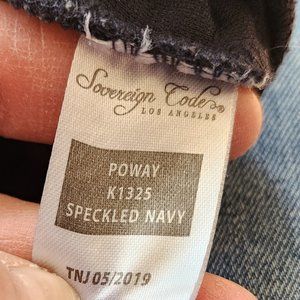 Sovereign Code®
LOS ANGELES
POWAY
K1325
SPECKLED NAVY
TNJ 05/2019